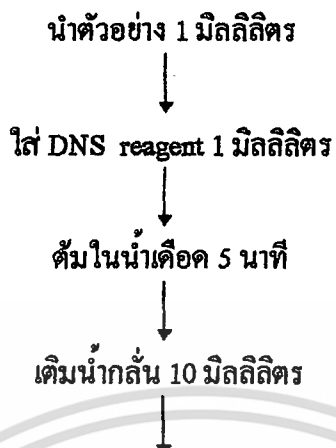 นำตัวอย่าง 1 มิลลิลิตร
ใส่ DNS reagent 1 มิลลิลิตร
ต้มในน้ำเดือด 5 นาที
เติมน้ำกลั่น 10 มิลลิลิตร